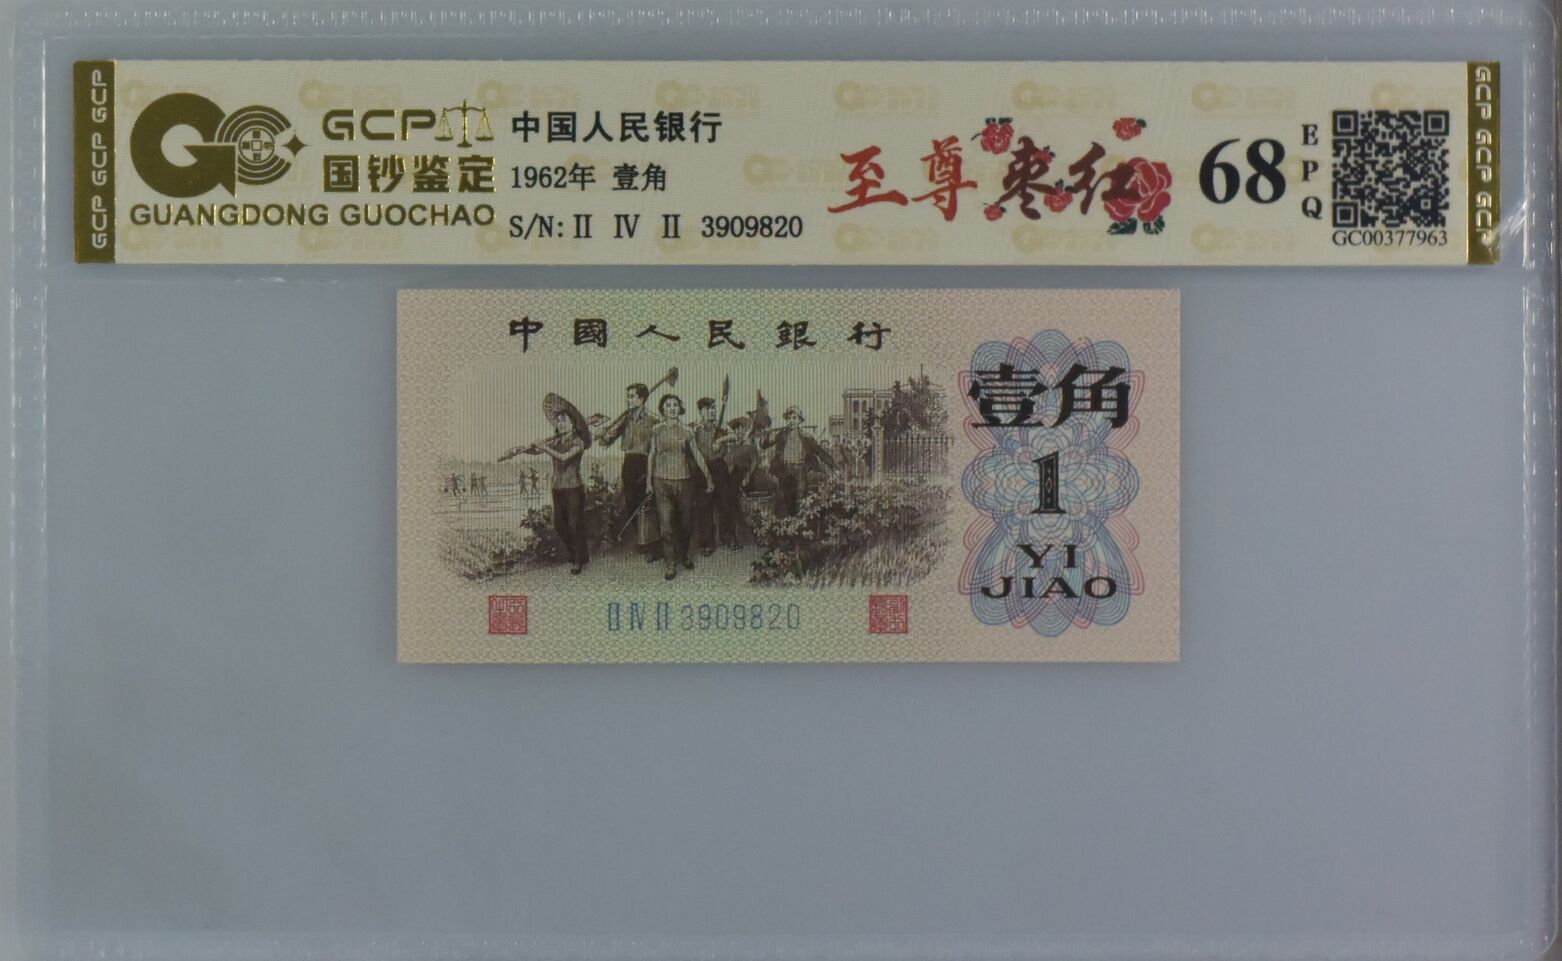 GCP GCP GCP
GCP
国钞鉴定
GUANGDONG GUOCHAO
中国人民银行
1962年 壹角
S/N: II IV II 3909820
至尊枣红
68
EPQ
GC00377963
GCP GCP GCP
中國人民銀行
壹角
1
YI
JIAO
II IV II 3909820